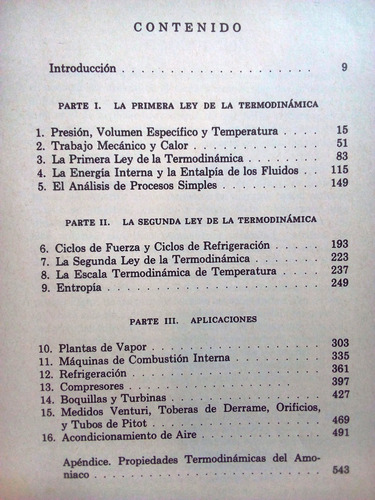 CONTENIDO
Introducción . . . . . . . . . . . . . . . . . . . . 9
PARTE I. LA PRIMERA LEY DE LA TERMODINÁMICA
1. Presión, Volumen Específico y Temperatura . . . . 15
2. Trabajo Mecánico y Calor . . . . . . . . . . . 51
3. La Primera Ley de la Termodinámica . . . . . . . 83
4. La Energía Interna y la Entalpía de los Fluidos . . . 115
5. El Análisis de Procesos Simples . . . . . . . . . 149
PARTE II. LA SEGUNDA LEY DE LA TERMODINÁMICA
6. Ciclos de Fuerza y Ciclos de Refrigeración . . . . . 193
7. La Segunda Ley de la Termodinámica . . . . . . . 223
8. La Escala Termodinámica de Temperatura . . . . . 237
9. Entropía . . . . . . . . . . . . . . . . . . 249
PARTE III. APLICACIONES
10. Plantas de Vapor . . . . . . . . . . . . . . . 303
11. Máquinas de Combustión Interna . . . . . . . . 335
12. Refrigeración . . . . . . . . . . . . . . . . 361
13. Compresores . . . . . . . . . . . . . . . . . 397
14. Boquillas y Turbinas . . . . . . . . . . . . . 427
15. Medidos Venturi, Toberas de Derrame, Orificios,
y Tubos de Pitot . . . . . . . . . . . . . . . 469
16. Acondicionamiento de Aire . . . . . . . . . . . 491
Apéndice. Propiedades Termodinámicas del Amo-
niaco . . . . . . . . . . . . . . . . . . . 543